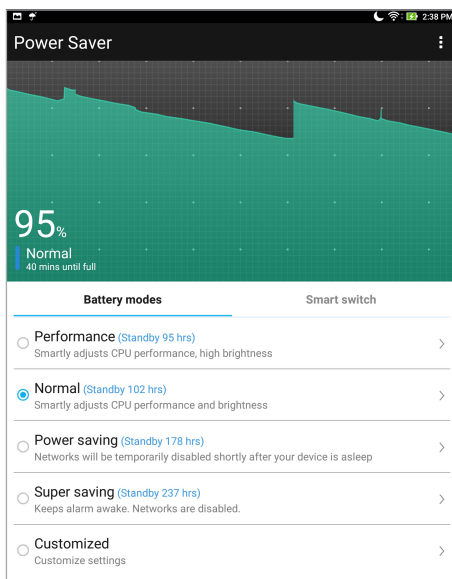 2:38 PM
Power Saver
95%
Normal
40 mins until full
Battery modes
Smart switch
Performance (Standby 95 hrs)
Smartly adjusts CPU performance, high brightness
Normal (Standby 102 hrs)
Smartly adjusts CPU performance and brightness
Power saving (Standby 178 hrs)
Networks will be temporarily disabled shortly after your device is asleep
Super saving (Standby 237 hrs)
Keeps alarm awake. Networks are disabled.
Customized
Customize settings